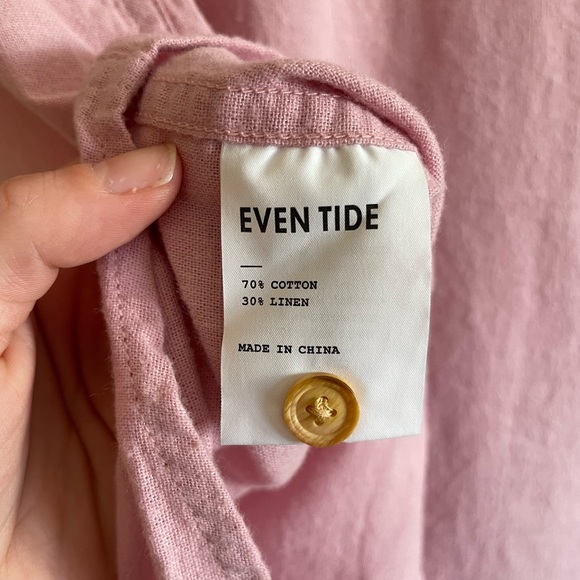 EVEN TIDE
70% COTTON
30% LINEN
MADE IN CHINA